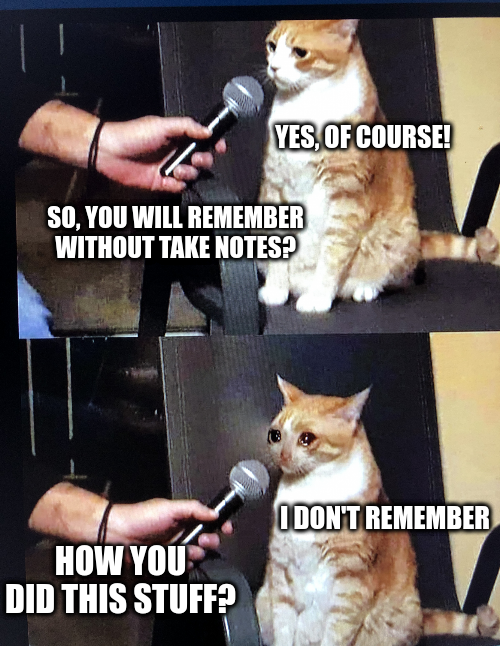 YES, OF COURSE!
SO, YOU WILL REMEMBER
WITHOUT TAKE NOTES?
I DON'T REMEMBER
HOW YOU
DID THIS STUFF?